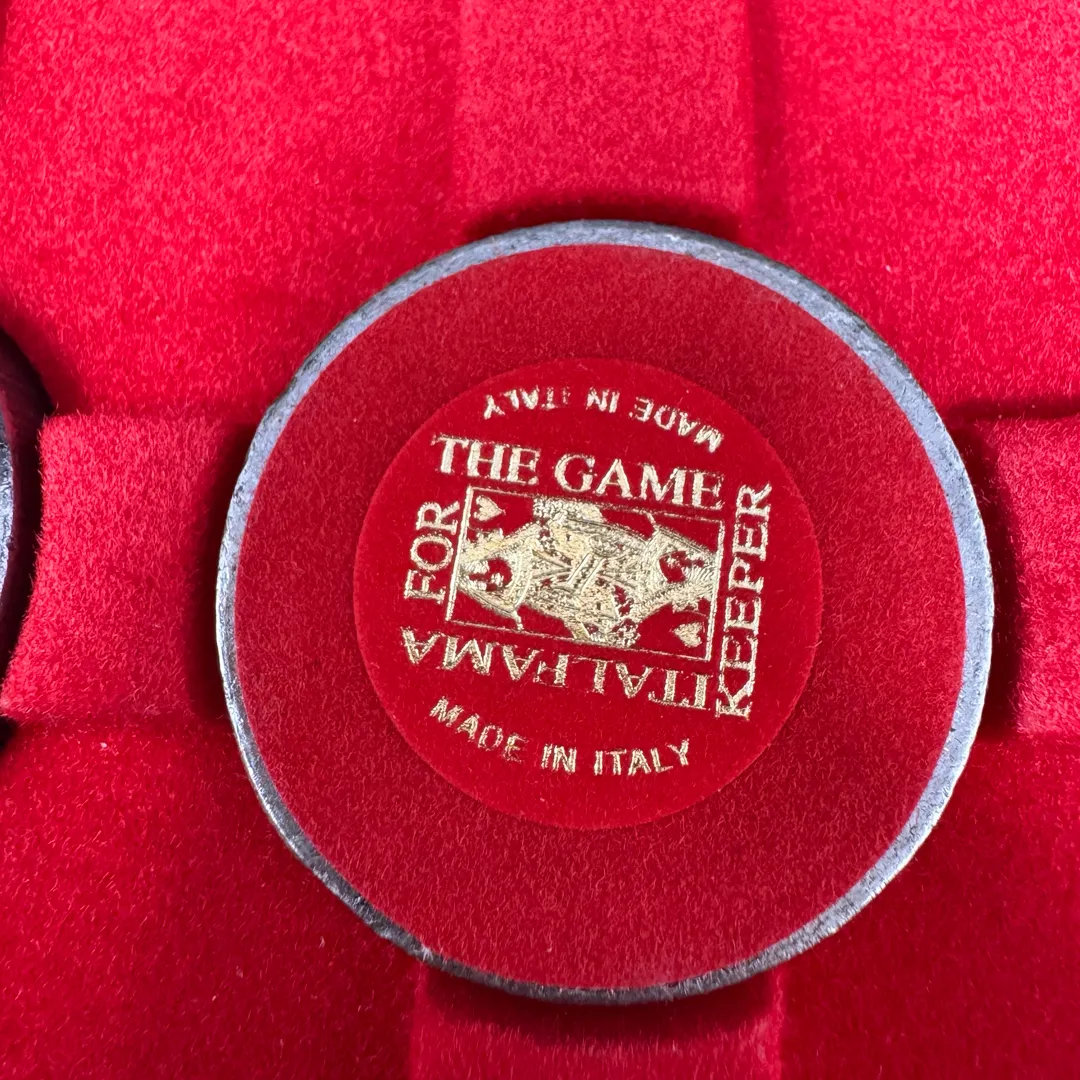 MADE IN ITALY
FOR
THE GAME
KEEPER
ITALFAMA
MADE IN ITALY